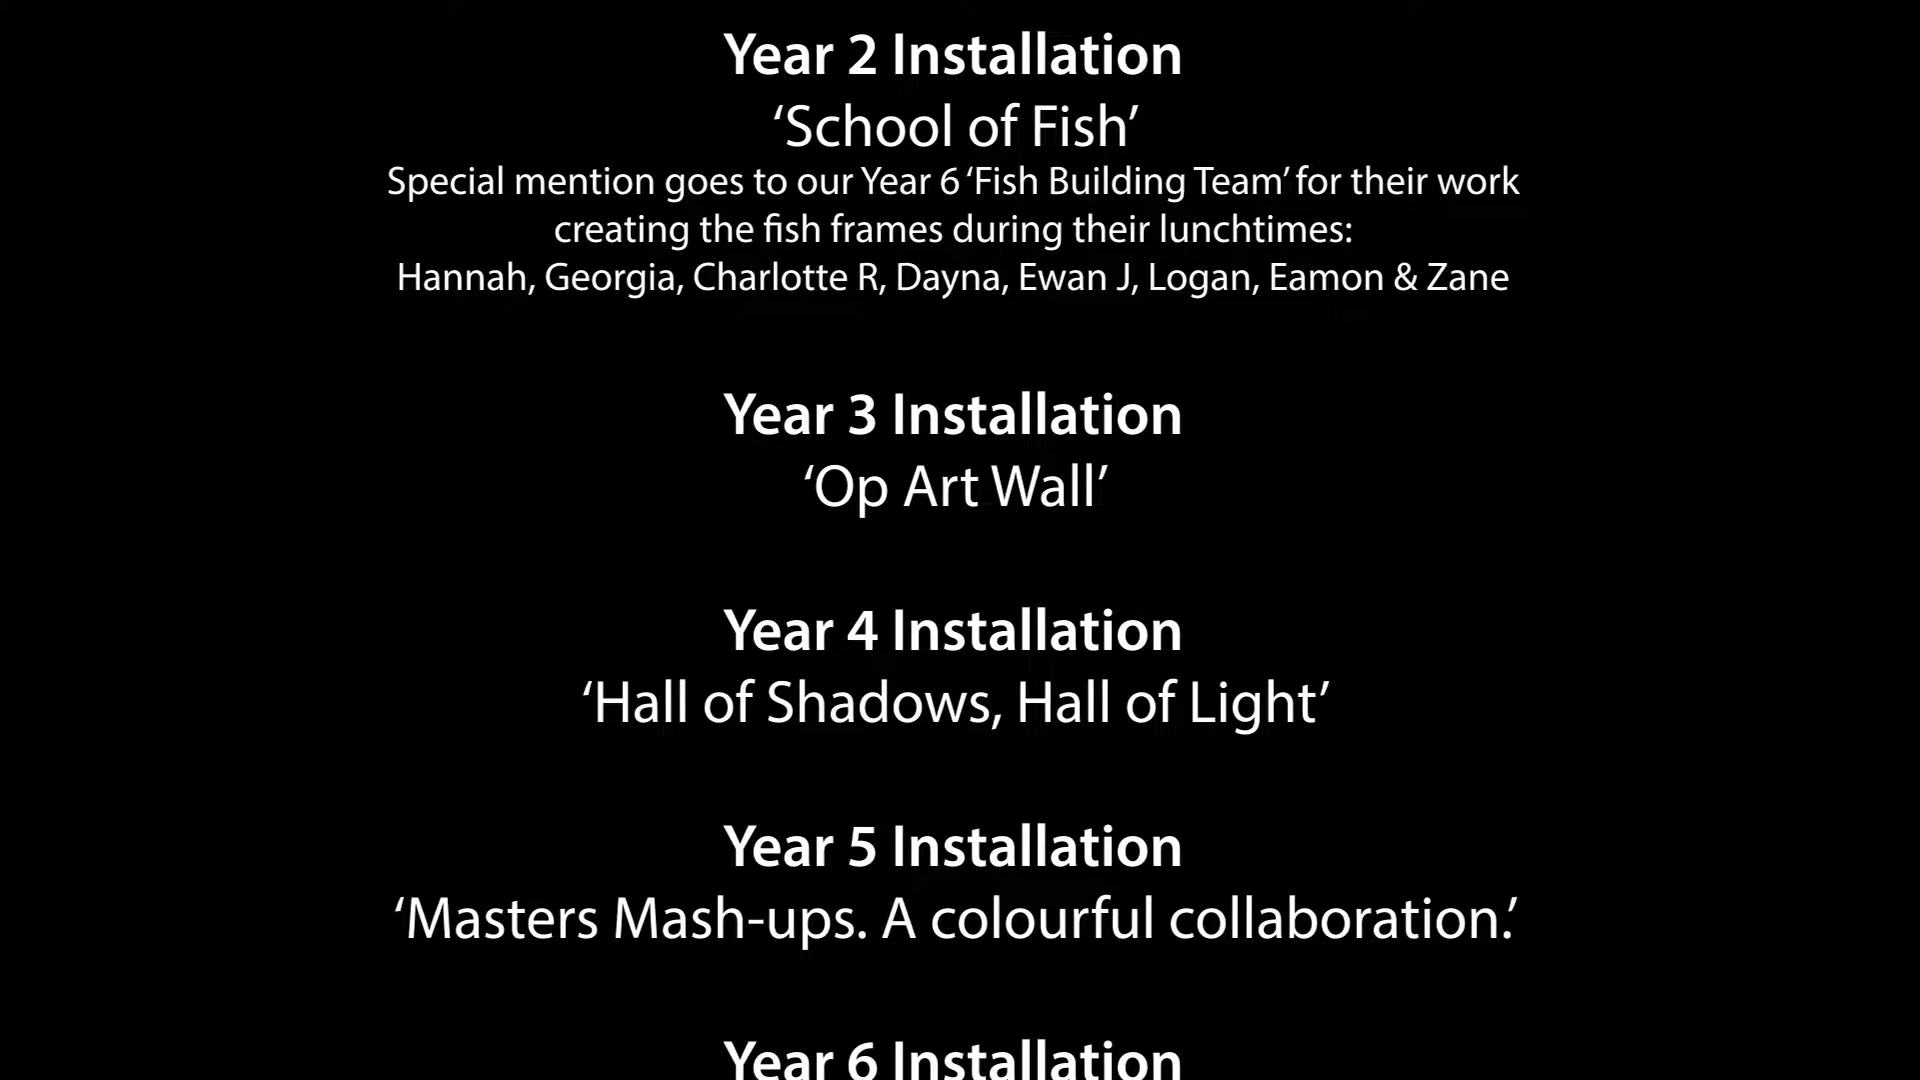 Year 2 Installation
‘School of Fish’
Special mention goes to our Year 6 ‘Fish Building Team’ for their work
creating the fish frames during their lunchtimes:
Hannah, Georgia, Charlotte R, Dayna, Ewan J, Logan, Eamon & Zane
Year 3 Installation
‘Op Art Wall’
Year 4 Installation
‘Hall of Shadows, Hall of Light’
Year 5 Installation
‘Masters Mash-ups. A colourful collaboration.’
Year 6 Installation